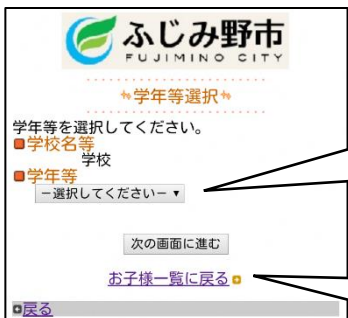 ふじみ野市
FUJIMINO CITY
学年等選択
学年等を選択してください。
学校名等
学校
学年等
－選択してください－ ▼
次の画面に進む
お子様一覧に戻る
戻る